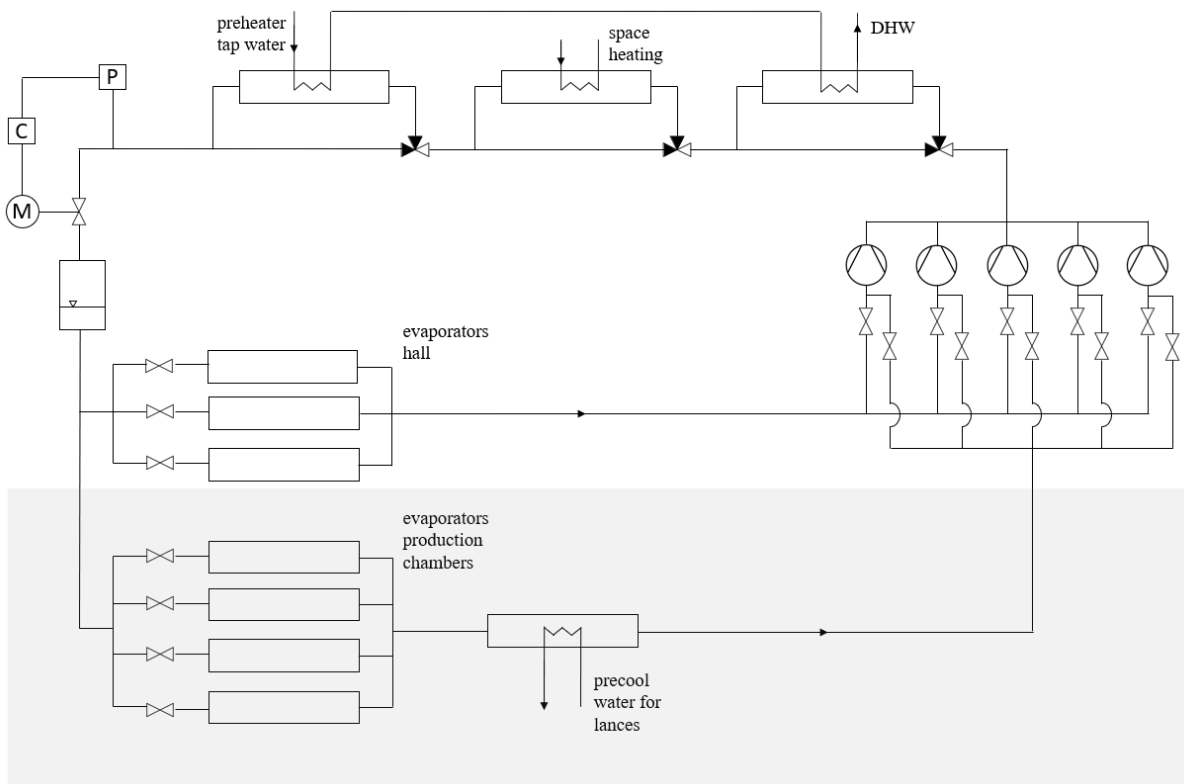 preheater
tap water
space
heating
DHW
P
C
M
evaporators
hall
evaporators
production
chambers
precool
water for
lances